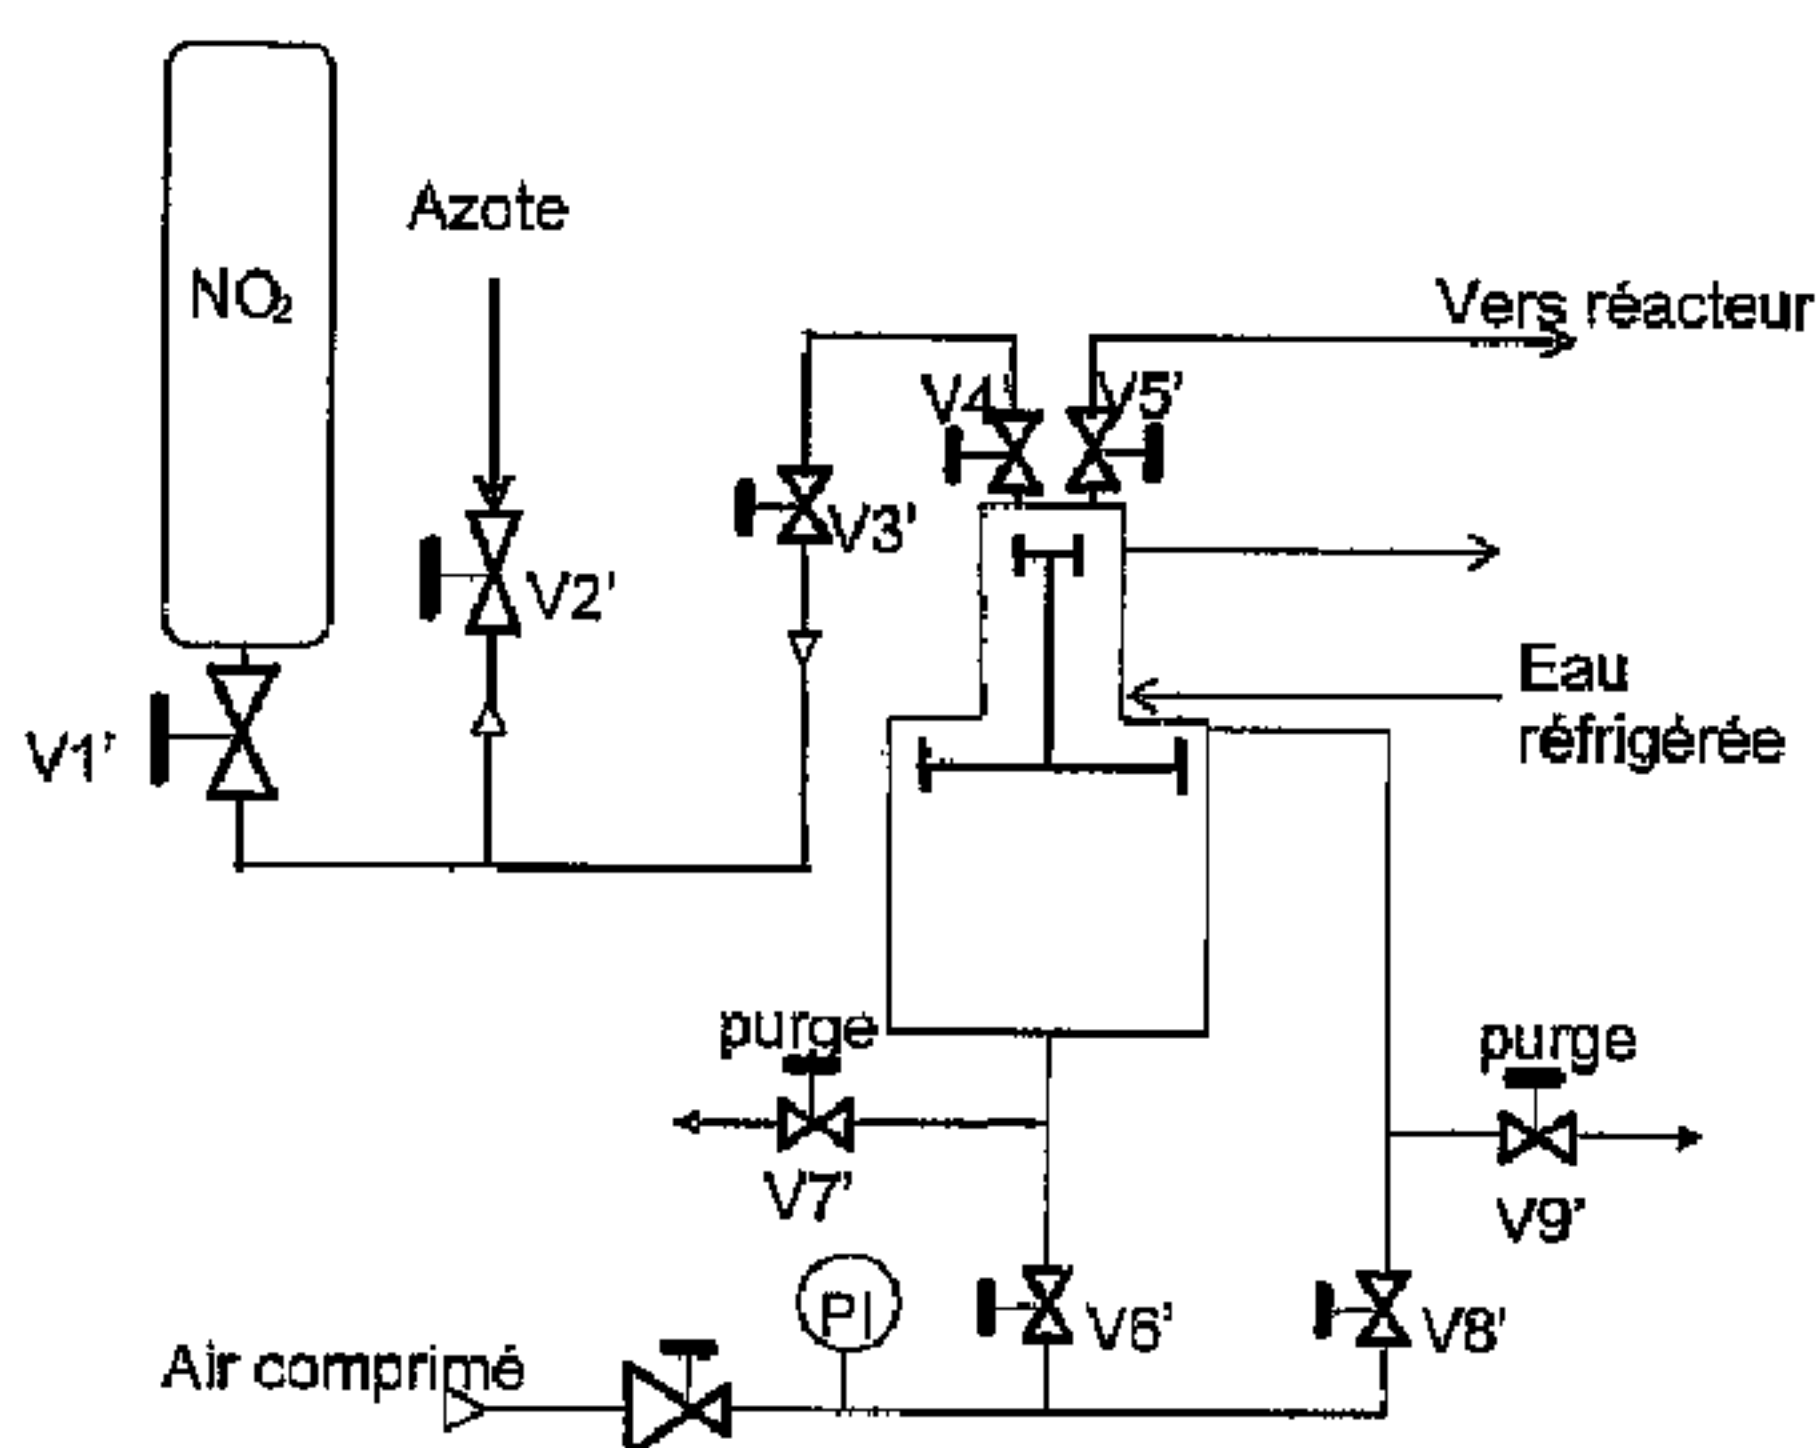 Azote
NO₂
Vers réacteur
V4'
V5'
V3'
V2'
Eau
réfrigérée
V1'
purge
purge
V7'
V9'
PI
V6'
V8'
Air comprimé